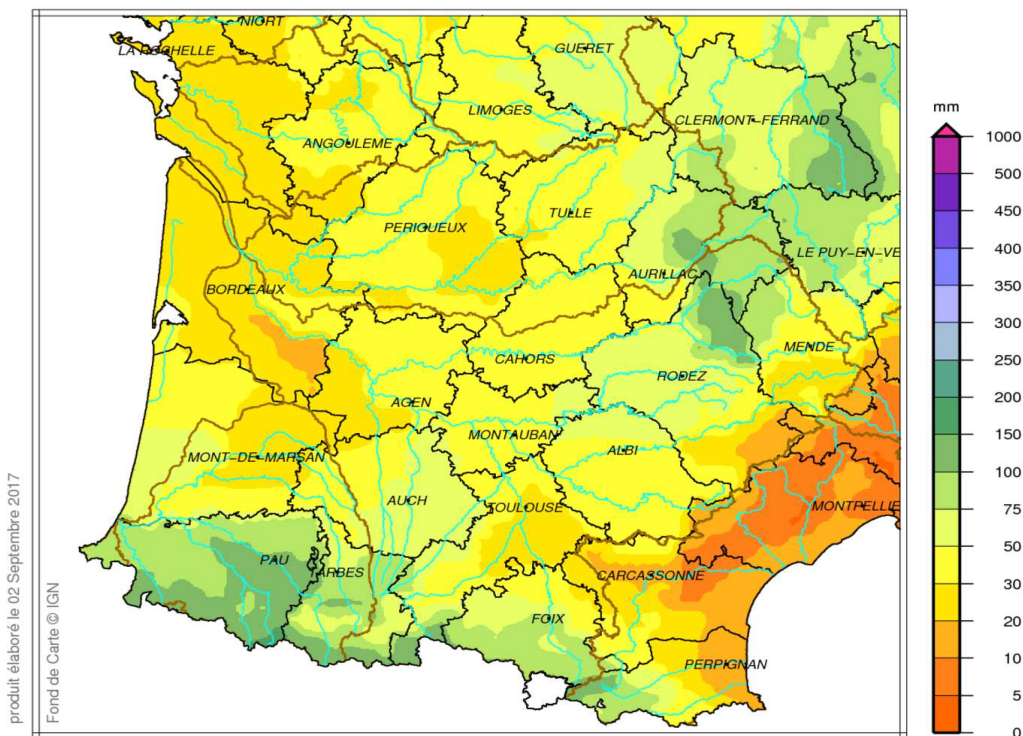 NIORT
LA ROCHELLE
GUERET
LIMOGES
CLERMONT-FERRAND
ANGOULEME
PERIGUEUX
TULLE
LE PUY-EN-VE
AURILLAC
BORDEAUX
MENDE
CAHORS
RODEZ
AGEN
MONTAUBAN
ALBI
MONT-DE-MARSAN
AUCH
TOULOUSE
MONTPELLIE
PAU
TARBES
CARCASSONNE
FOIX
PERPIGNAN
mm
1000
500
450
400
350
300
250
200
150
100
75
50
30
20
10
5
0
produit élaboré le 02 Septembre 2017
Fond de Carte © IGN